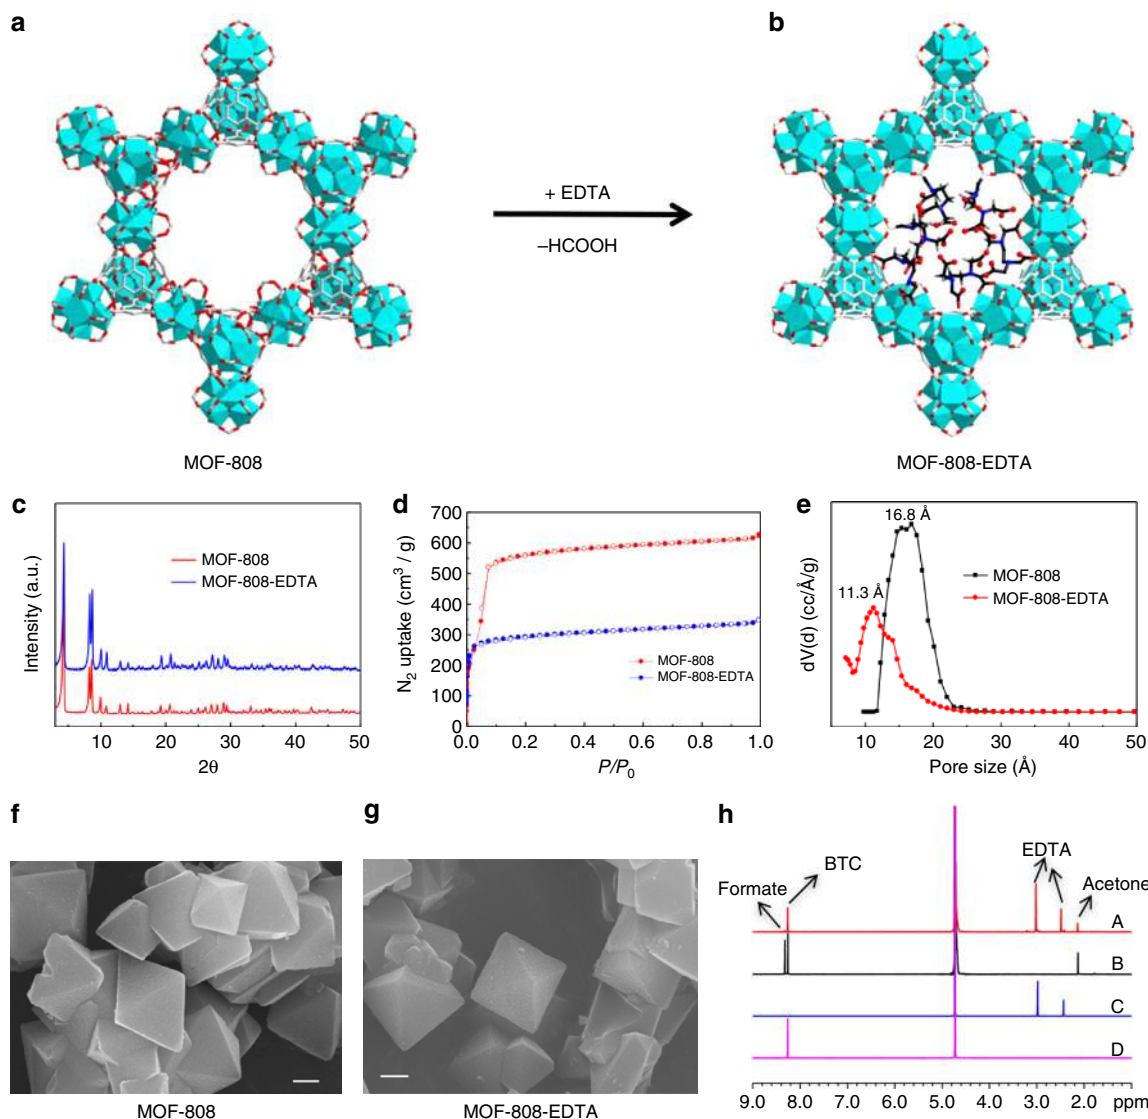 a
b
+ EDTA
–HCOOH
MOF-808
MOF-808-EDTA
c
Intensity (a.u.)
MOF-808
MOF-808-EDTA
10 20 30 40 50
2θ
d
N2 uptake (cm3 / g)
700
600
500
400
300
200
100
0
MOF-808
MOF-808-EDTA
0.0 0.2 0.4 0.6 0.8 1.0
P/P0
e
dV(d) (cc/Å/g)
16.8 Å
11.3 Å
MOF-808
MOF-808-EDTA
10 20 30 40 50
Pore size (Å)
f
MOF-808
g
MOF-808-EDTA
h
Formate
BTC
EDTA
Acetone
A
B
C
D
9.0 8.0 7.0 6.0 5.0 4.0 3.0 2.0 ppm